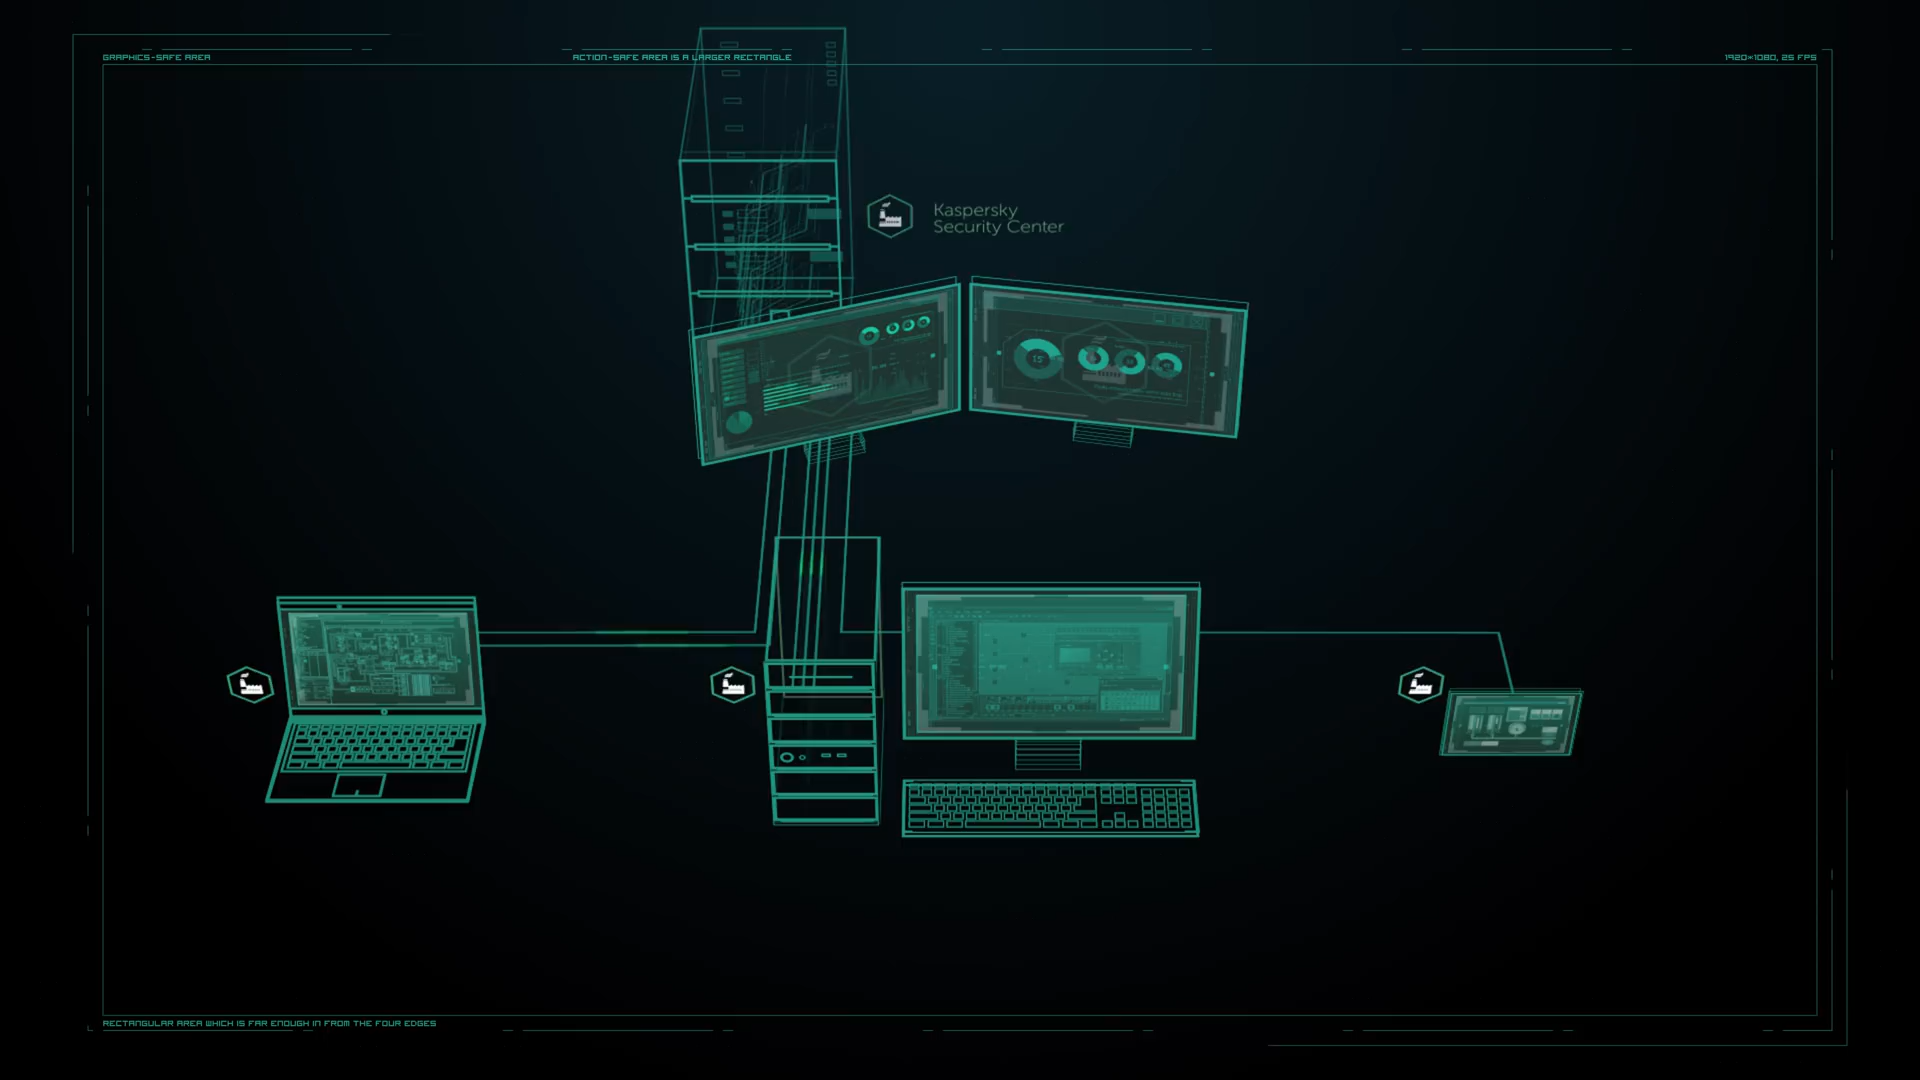 GRAPHICS-SAFE AREA
ACTION-SAFE AREA IS A LARGER RECTANGLE
1920×1080, 25 FPS
Kaspersky
Security Center
RECTANGULAR AREA WHICH IS FAR ENOUGH IN FROM THE FOUR EDGES